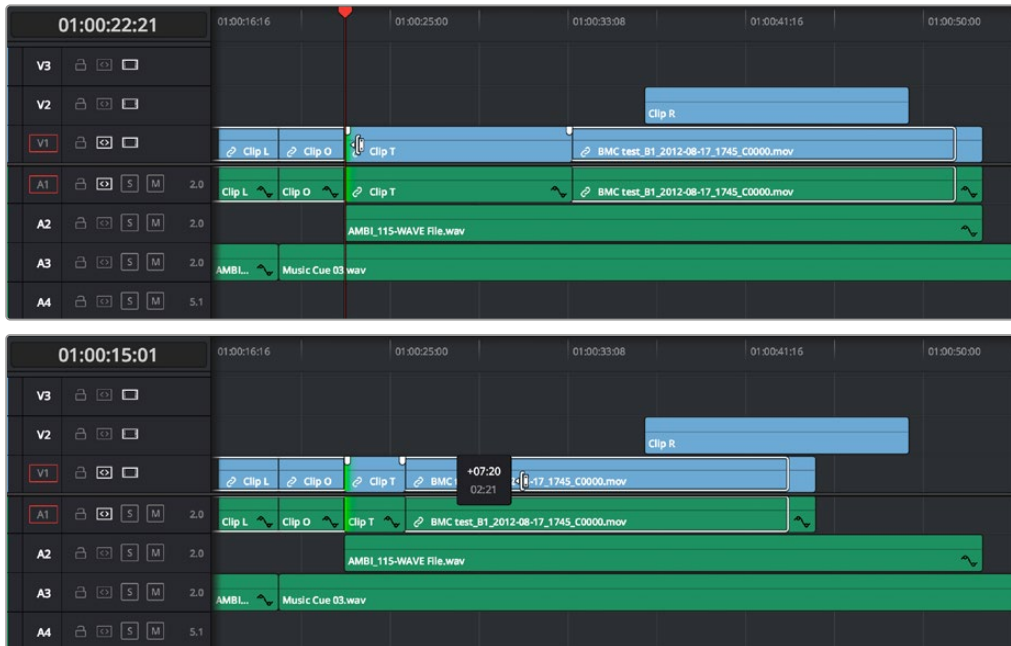 01:00:22:21 01:00:16:16 01:00:25:00 01:00:33:08 01:00:41:16 01:00:50:00
V3
V2 Clip R
V1 Clip L Clip O Clip T BMC test_B1_2012-08-17_1745_C0000.mov
A1 S M 2.0 Clip L Clip O Clip T BMC test_B1_2012-08-17_1745_C0000.mov
A2 S M 2.0 AMBI_115-WAVE File.wav
A3 S M 2.0 AMBI... Music Cue 03.wav
A4 S M 5.1
01:00:15:01 01:00:16:16 01:00:25:00 01:00:33:08 01:00:41:16 01:00:50:00
V3
V2 Clip R
+07:20
V1 Clip L Clip O Clip T BMC -17_1745_C0000.mov
02:21
A1 S M 2.0 Clip L Clip O Clip T BMC test_B1_2012-08-17_1745_C0000.mov
A2 S M 2.0 AMBI_115-WAVE File.wav
A3 S M 2.0 AMBI... Music Cue 03.wav
A4 S M 5.1